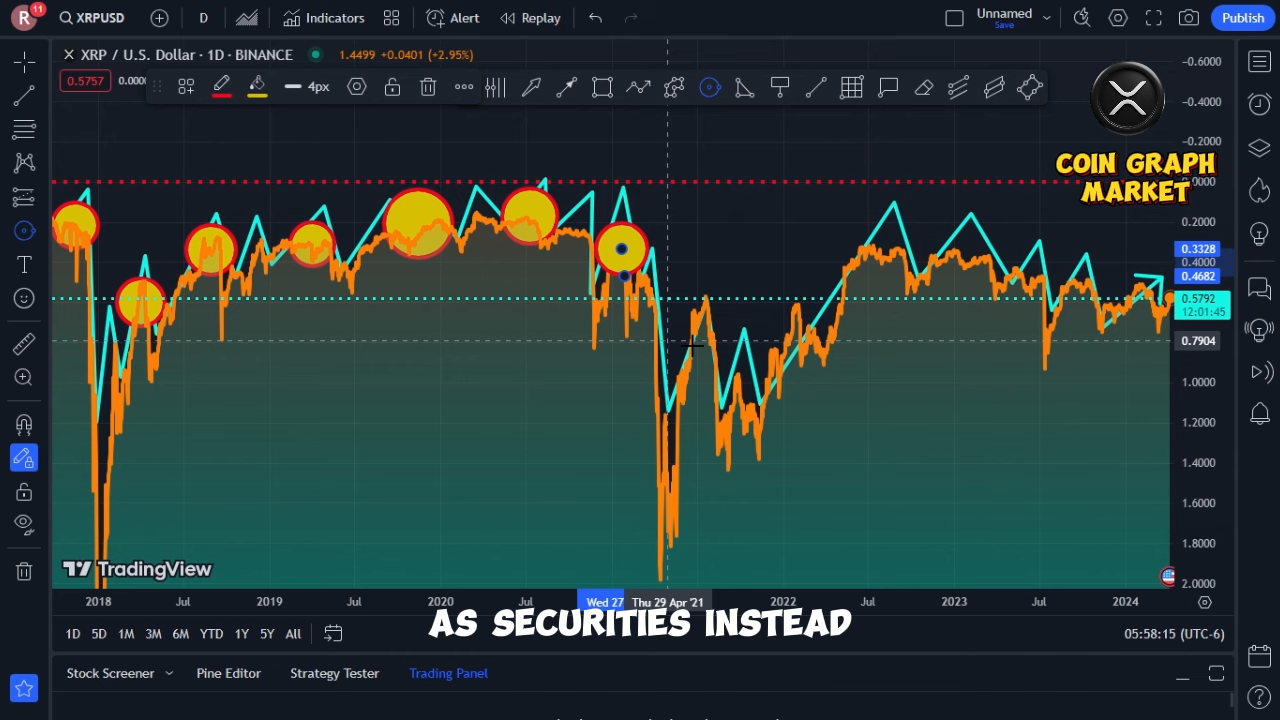 R
11
XRPUSD
D
Indicators
Alert
Replay
Unnamed
Save
Publish
XRP / U.S. Dollar · 1D · BINANCE
1.4499 +0.0401 (+2.95%)
0.5757
4px
COIN GRAPH
MARKET
−0.6000
−0.4000
−0.2000
0.2000
0.3328
0.4000
0.4682
0.5792
12:01:45
0.7904
1.0000
1.2000
1.4000
1.6000
1.8000
2.0000
TradingView
2018
Jul
2019
Jul
2020
Jul
Wed 27
Thu 29 Apr '21
2022
Jul
2023
Jul
2024
AS SECURITIES INSTEAD
1D
5D
1M
3M
6M
YTD
1Y
5Y
All
05:58:15 (UTC-6)
Stock Screener
Pine Editor
Strategy Tester
Trading Panel